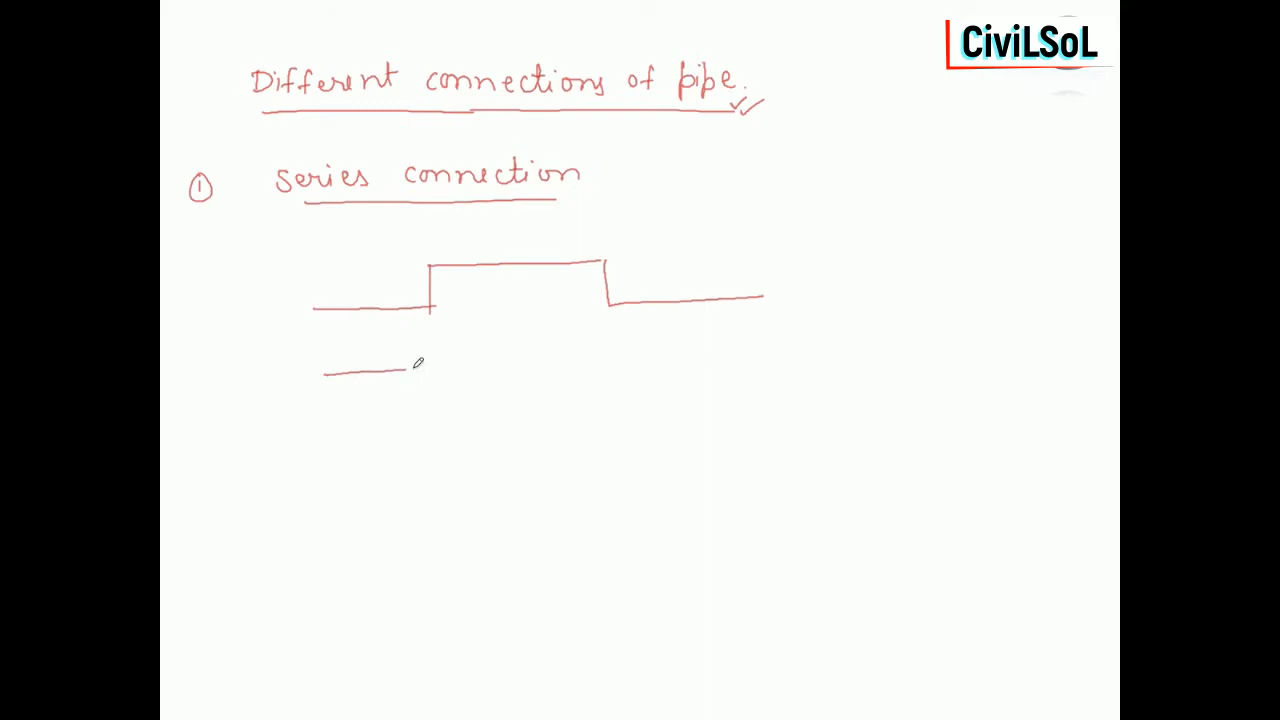 CiviLSoL
Different connections of pipe.
① Series connection